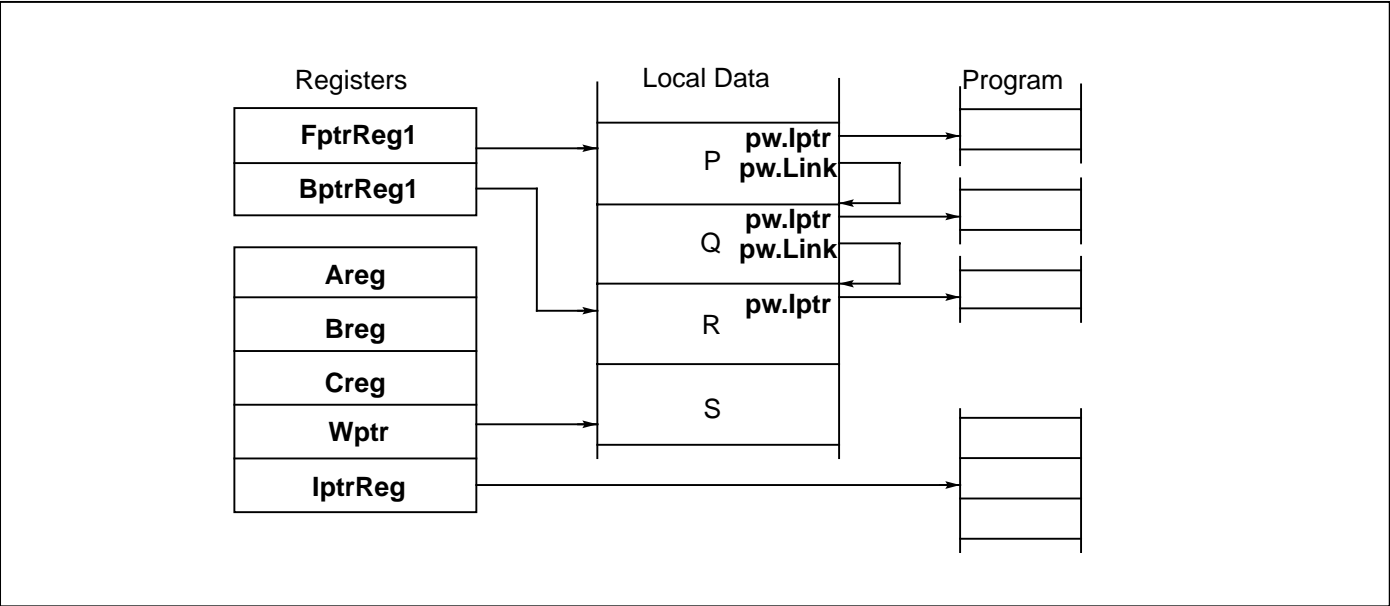 Registers
Local Data
Program
FptrReg1
BptrReg1
Areg
Breg
Creg
Wptr
IptrReg
P
pw.Iptr
pw.Link
Q
pw.Iptr
pw.Link
R
pw.Iptr
S